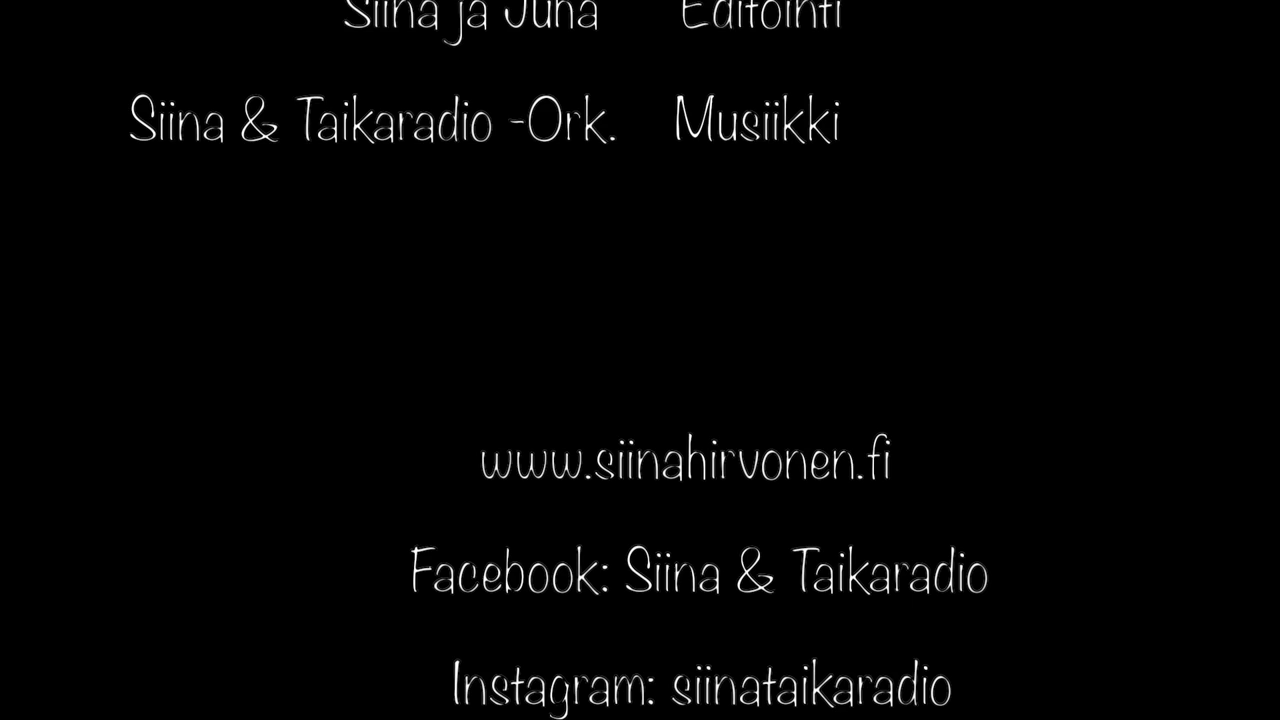 Siina ja Juha Editointi
Siina & Taikaradio -Ork. Musiikki
www.siinahirvonen.fi
Facebook: Siina & Taikaradio
Instagram: siinataikaradio